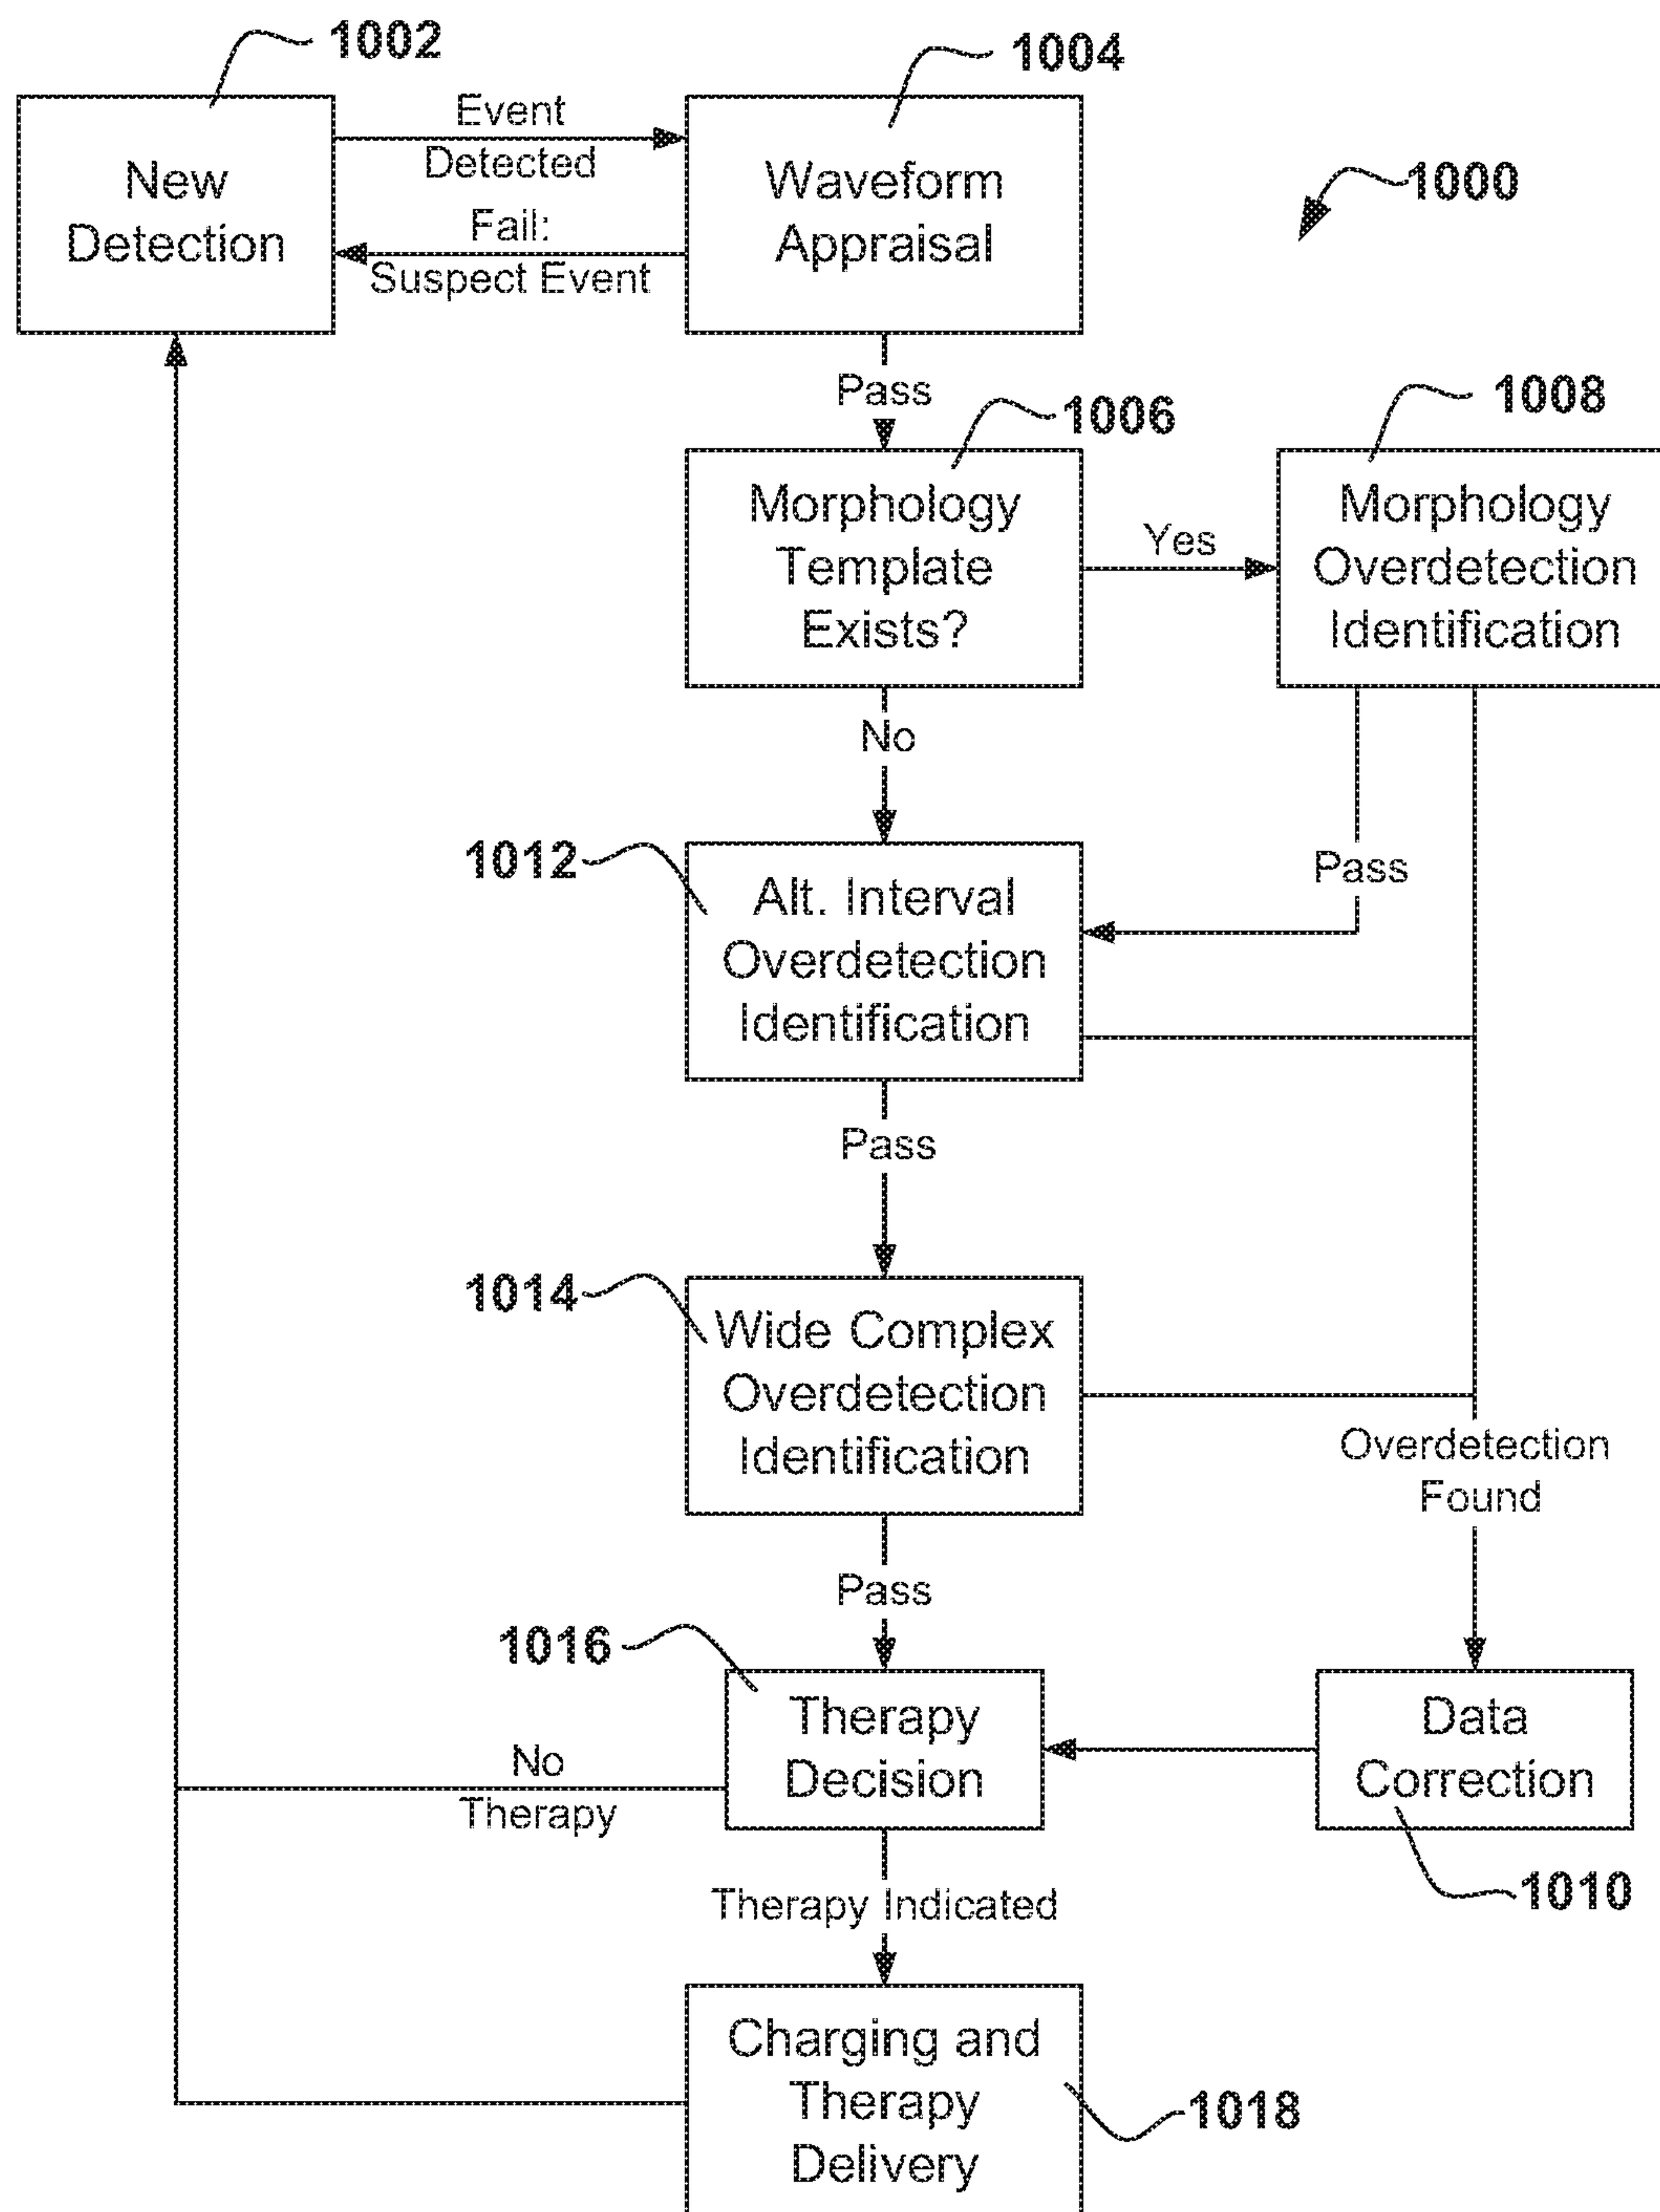 1002
1004
Event
Detected
New
Detection
Waveform
Appraisal
1000
Fail:
Suspect Event
Pass
1006
1008
Morphology
Template
Exists?
Yes
Morphology
Overdetection
Identification
No
Pass
1012
Alt. Interval
Overdetection
Identification
Pass
1014
Wide Complex
Overdetection
Identification
Overdetection
Found
Pass
1016
Therapy
Decision
Data
Correction
No
Therapy
1010
Therapy Indicated
Charging and
Therapy
Delivery
1018